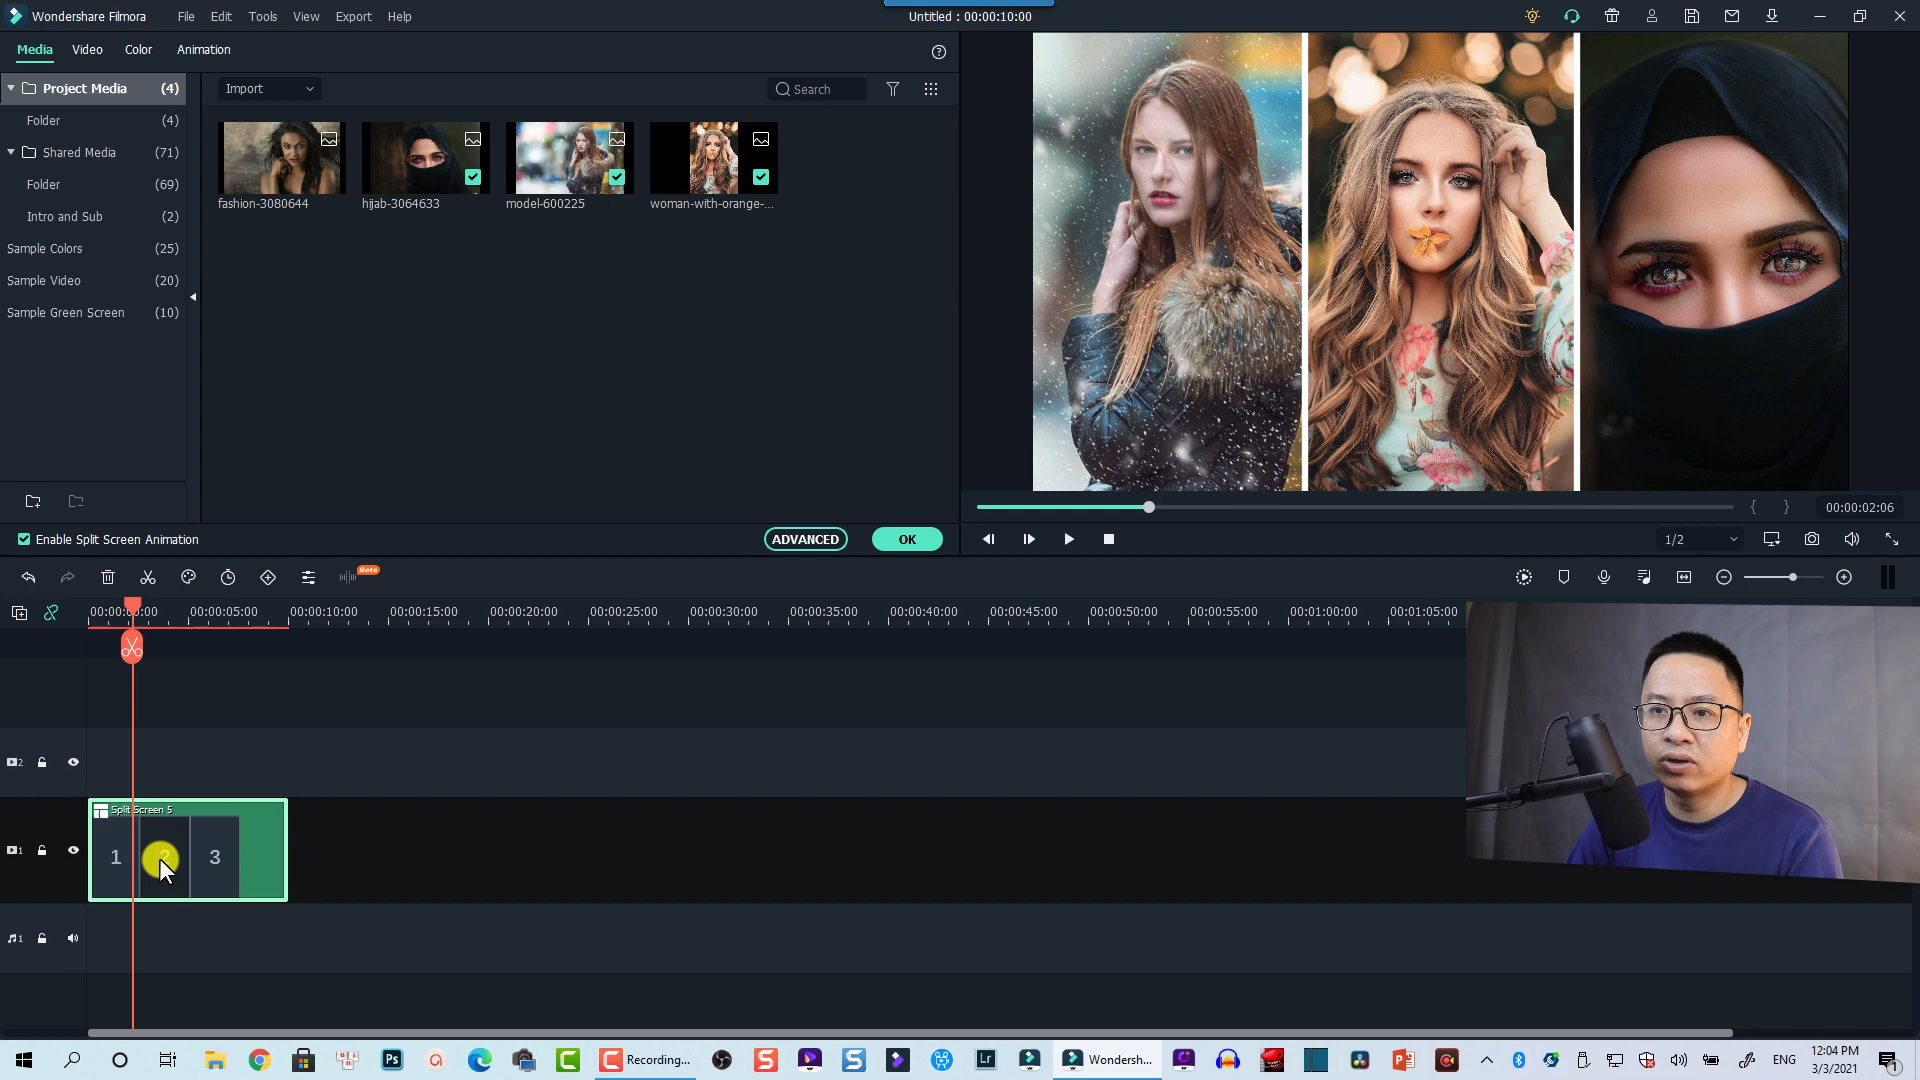 Wondershare Filmora File Edit Tools View Export Help Untitled : 00:00:10:00
Media Video Color Animation
Project Media (4)
Import
Search
Folder (4)
Shared Media (71)
Folder (69)
Intro and Sub (2)
Sample Colors (25)
Sample Video (20)
Sample Green Screen (10)
fashion-3080644 hijab-3064633 model-600225 woman-with-orange-...
{ } 00:00:02:06
Enable Split Screen Animation ADVANCED OK
1/2
Beta
00:00:00:00 00:00:05:00 00:00:10:00 00:00:15:00 00:00:20:00 00:00:25:00 00:00:30:00 00:00:35:00 00:00:40:00 00:00:45:00 00:00:50:00 00:00:55:00 00:01:00:00 00:01:05:00
2
Split Screen 5
1
1 2 3
1
Ps Recording... S S Lr Wondersh... ENG
12:04 PM
3/3/2021
1